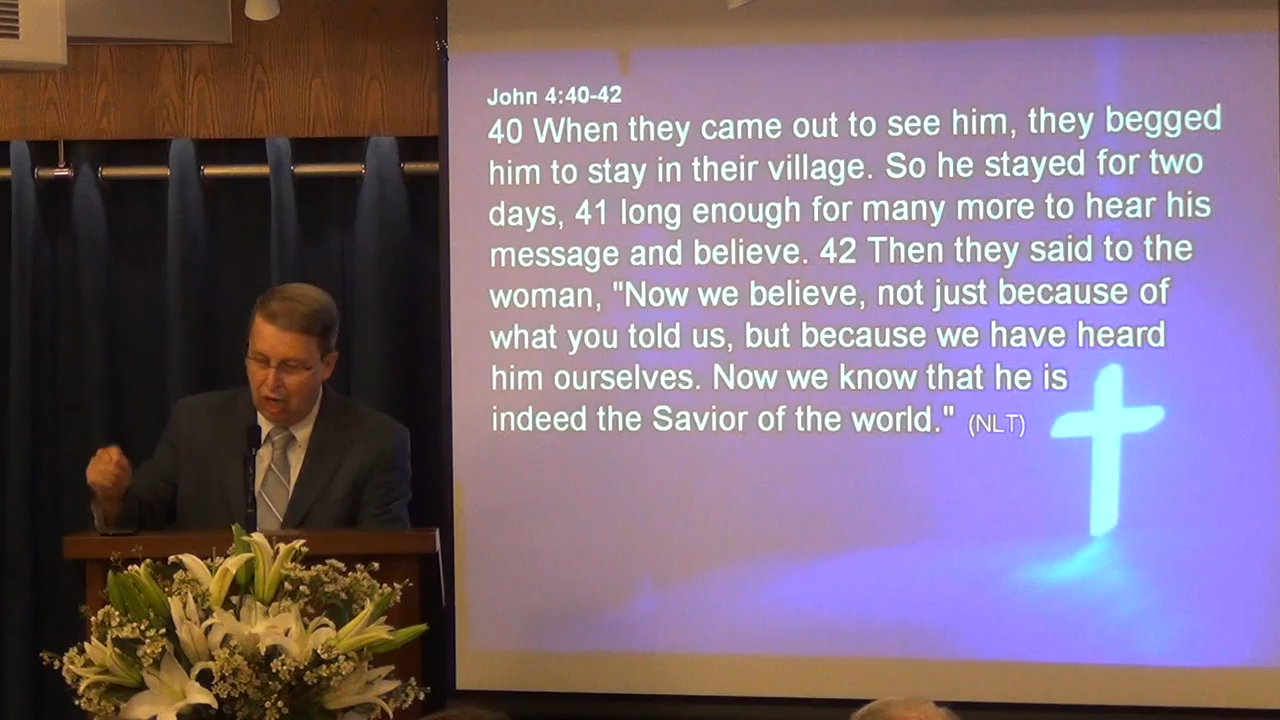 John 4:40-42
40 When they came out to see him, they begged
him to stay in their village. So he stayed for two
days, 41 long enough for many more to hear his
message and believe. 42 Then they said to the
woman, "Now we believe, not just because of
what you told us, but because we have heard
him ourselves. Now we know that he is
indeed the Savior of the world." (NLT)